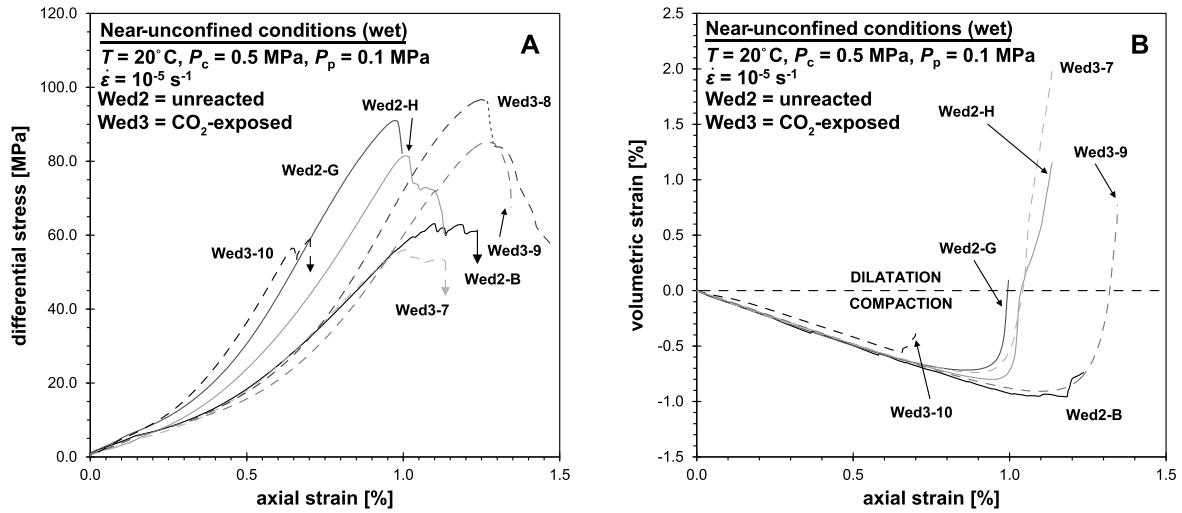 Near-unconfined conditions (wet)
T = 20°C, Pc = 0.5 MPa, Pp = 0.1 MPa
ε̇ = 10-5 s-1
Wed2 = unreacted
Wed3 = CO2-exposed
A
120.0
100.0
80.0
60.0
40.0
20.0
0.0
differential stress [MPa]
Wed2-H
Wed3-8
Wed2-G
Wed3-10
Wed3-9
Wed2-B
Wed3-7
0.0
0.5
1.0
1.5
axial strain [%]
Near-unconfined conditions (wet)
T = 20°C, Pc = 0.5 MPa, Pp = 0.1 MPa
ε̇ = 10-5 s-1
Wed2 = unreacted
Wed3 = CO2-exposed
B
2.5
2.0
1.5
1.0
0.5
0.0
-0.5
-1.0
-1.5
volumetric strain [%]
Wed3-7
Wed2-H
Wed3-9
Wed2-G
DILATATION
COMPACTION
Wed3-10
Wed2-B
0.0
0.5
1.0
1.5
axial strain [%]